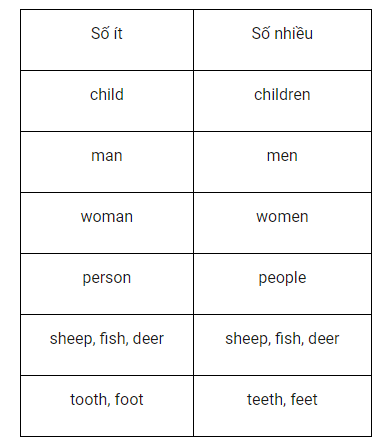 Số ít Số nhiều
child children
man men
woman women
person people
sheep, fish, deer sheep, fish, deer
tooth, foot teeth, feet